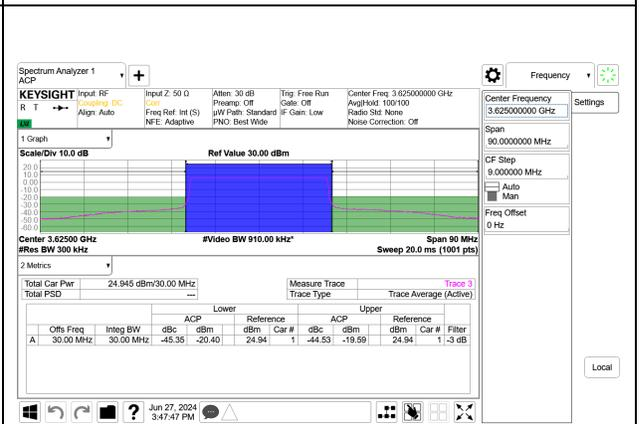 Spectrum Analyzer 1
ACP
Frequency
KEYSIGHT
R T
LW
Input: RF
Coupling: DC
Align: Auto
Input Z: 50 Ω
Corr
Freq Ref: Int (S)
NFE: Adaptive
Atten: 30 dB
Preamp: Off
µW Path: Standard
PNO: Best Wide
Trig: Free Run
Gate: Off
IF Gain: Low
Center Freq: 3.625000000 GHz
Avg|Hold: 100/100
Radio Std: None
Noise Correction: Off
Center Frequency
3.625000000 GHz
Settings
Span
90.0000000 MHz
CF Step
9.000000 MHz
Auto
Man
Freq Offset
0 Hz
Local
1 Graph
Scale/Div 10.0 dB
Ref Value 30.00 dBm
20.0
10.0
0.00
-10.0
-20.0
-30.0
-40.0
-50.0
-60.0
Center 3.62500 GHz
#Video BW 910.00 kHz*
Span 90 MHz
#Res BW 300 kHz
Sweep 20.0 ms (1001 pts)
2 Metrics
Total Car Pwr 24.945 dBm/30.00 MHz Measure Trace Trace 3
Total PSD --- Trace Type Trace Average (Active)
Lower Upper
ACP Reference ACP Reference
Offs Freq Integ BW dBc dBm dBm Car # dBc dBm dBm Car # Filter
A 30.00 MHz 30.00 MHz -45.35 -20.40 24.94 1 -44.53 -19.59 24.94 1 -3 dB
Jun 27, 2024
3:47:47 PM